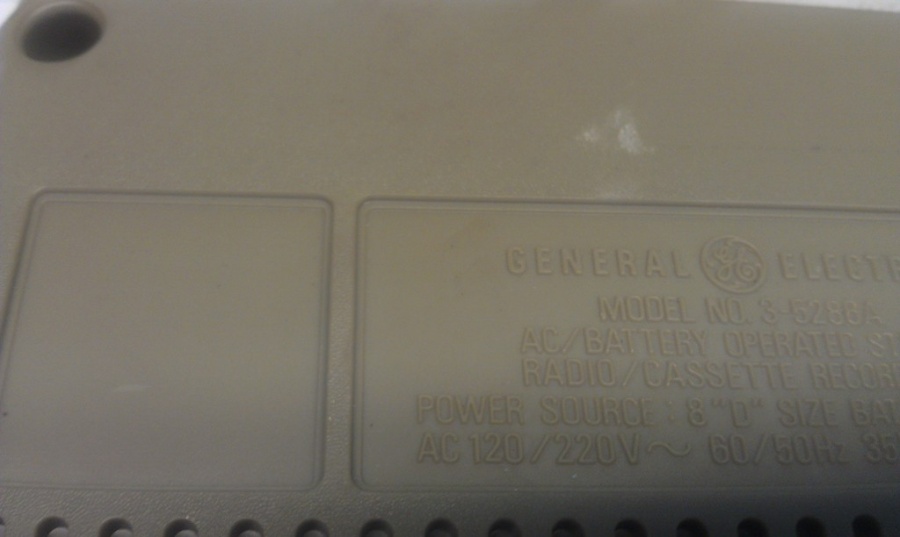 GENERAL GE ELECTR
MODEL NO. 3-5286A
AC/BATTERY OPERATED ST
RADIO/CASSETTE RECOR
POWER SOURCE : 8 "D" SIZE BAT
AC 120/220V~ 60/50Hz 35